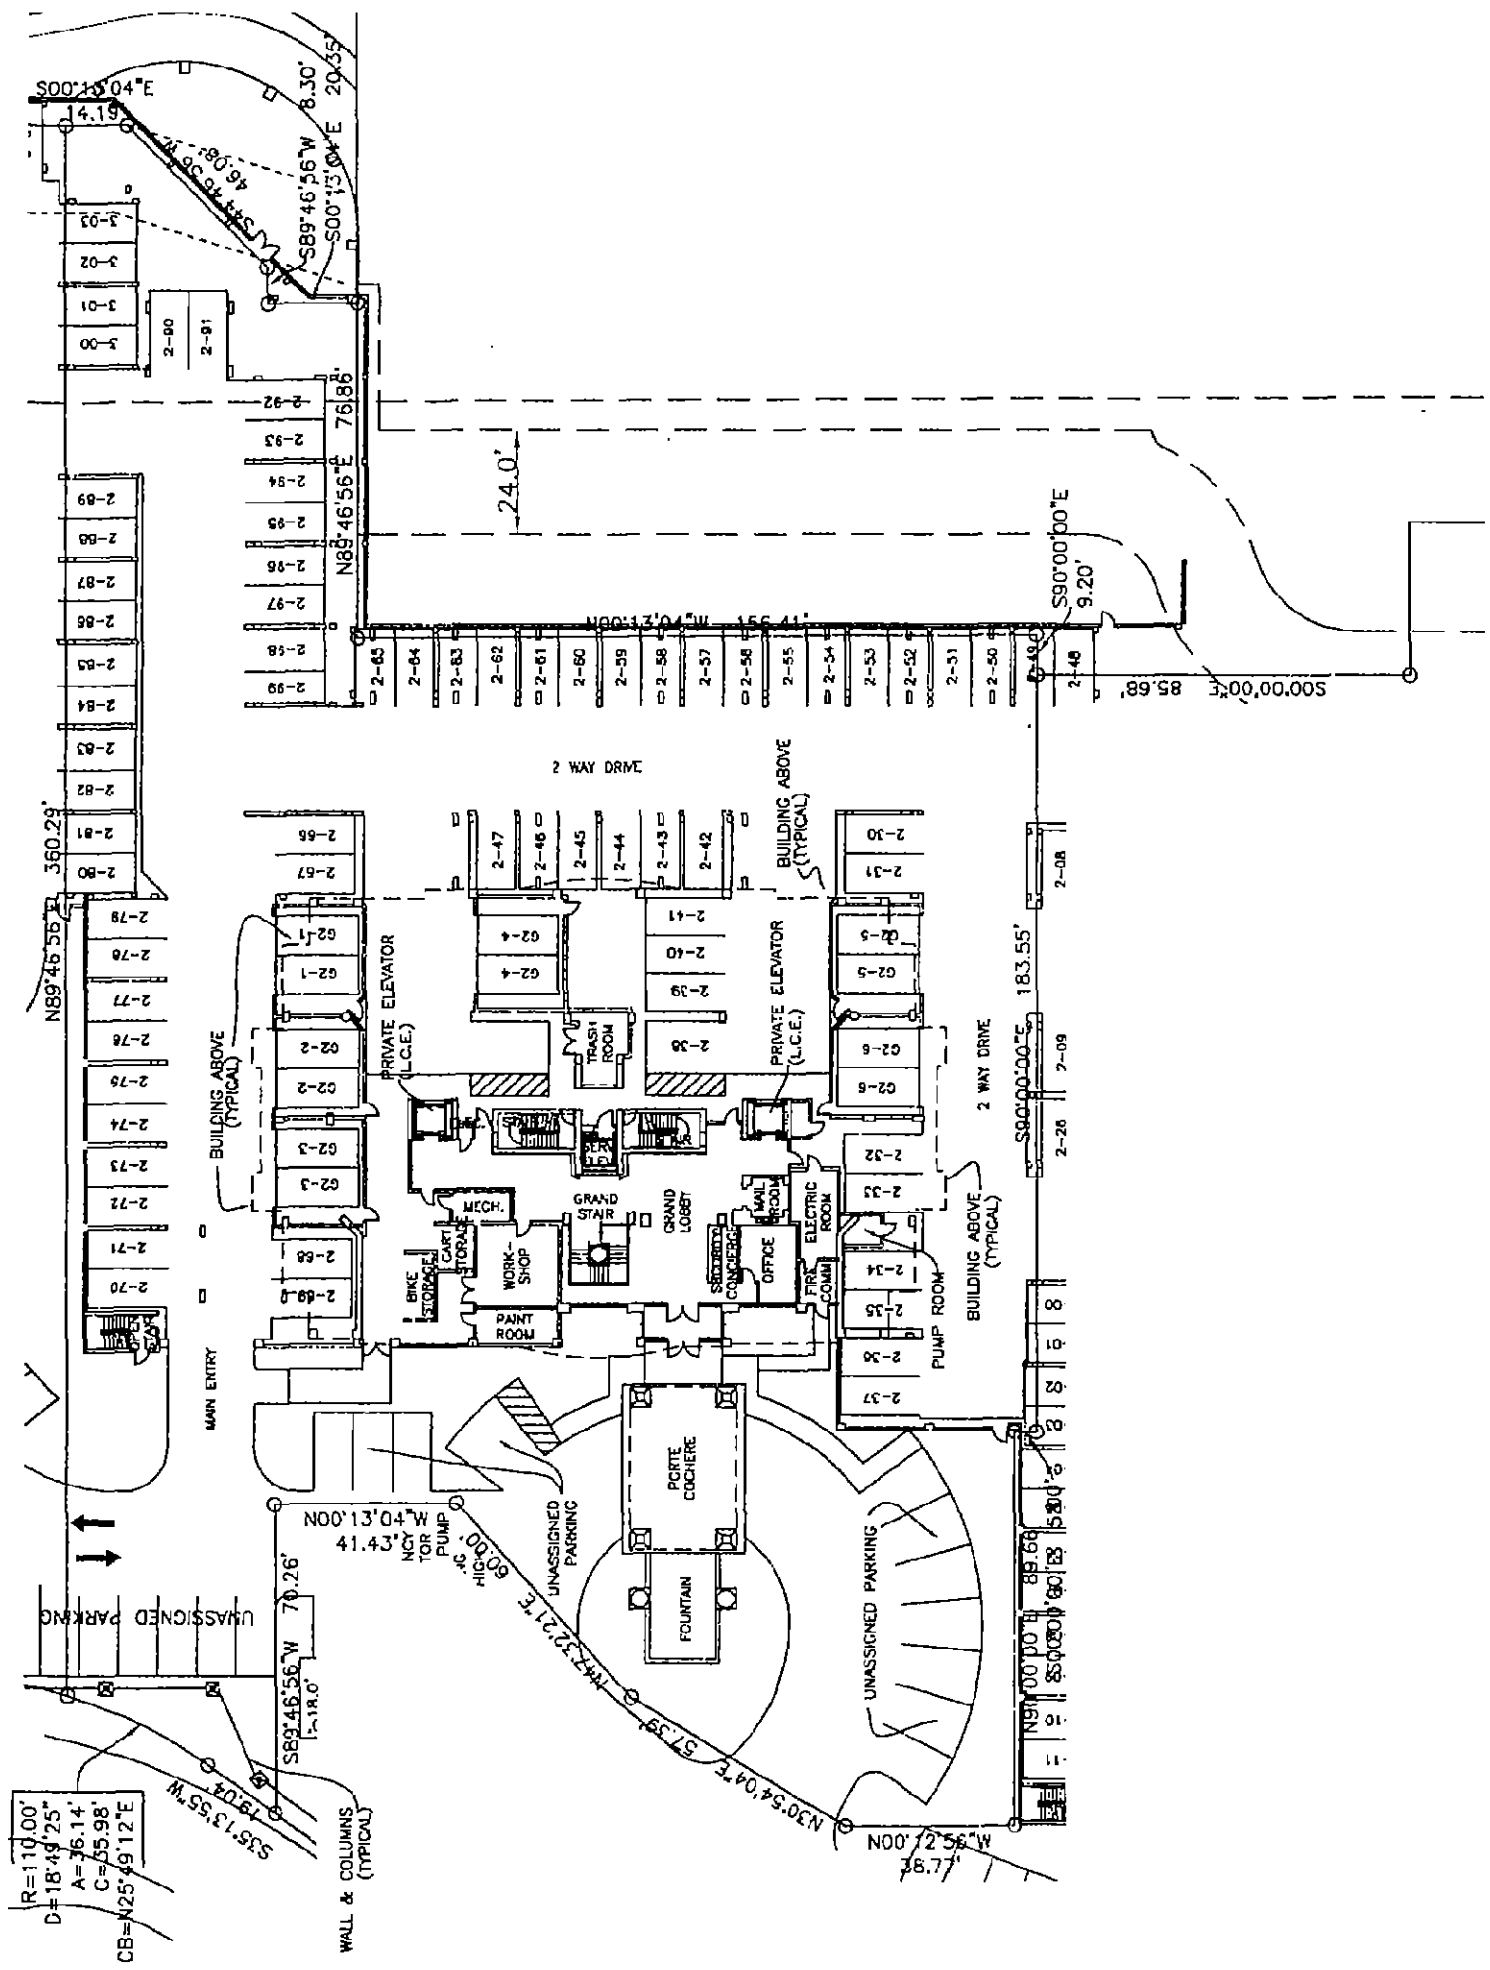 S00°13'04"E
14.19'
S44°46'56"W
46.08'
S89°46'56"W 8.30'
S00°13'04"E 20.35'
3-03
3-02
3-01
3-00
2-90
2-91
2-92
2-93
2-94
2-95
2-96
2-97
2-98
2-99
N89°46'56"E 76.86'
24.0'
2-89
2-88
2-87
2-86
2-85
2-84
2-83
2-82
2-81
2-80
N89°46'56"E 360.29'
N00°13'04"W 156.41'
S90°00'00"E
9.20'
S00°00'00"E 85.68'
2-65
2-64
2-63
2-62
2-61
2-60
2-59
2-58
2-57
2-56
2-55
2-54
2-53
2-52
2-51
2-50
2-49
2-48
2 WAY DRIVE
BUILDING ABOVE
(TYPICAL)
2-66
2-67
2-47
2-46
2-45
2-44
2-43
2-42
2-30
2-31
2-08
2-79
2-78
2-77
2-76
2-75
2-74
2-73
2-72
2-71
2-70
G2-1
G2-1
G2-2
G2-2
G2-3
G2-3
2-68
2-69
BUILDING ABOVE
(TYPICAL)
PRIVATE ELEVATOR
(L.C.E.)
G2-4
G2-4
2-41
2-40
2-39
2-38
TRASH
ROOM
PRIVATE ELEVATOR
(L.C.E.)
G2-5
G2-5
G2-6
G2-6
2-32
2-33
2-34
2-35
2-36
2-37
2 WAY DRIVE
S90°00'00"E 183.55'
2-09
2-26
MECH.
CART
STORAGE
BIKE
STORAGE
WORK-
SHOP
PAINT
ROOM
GRAND
STAIR
GRAND
LOBBY
MAIL
ROOM
SECURITY
CONCIERGE
OFFICE
ELECTRIC
ROOM
FIRE
COMM
PUMP ROOM
BUILDING ABOVE
(TYPICAL)
MAIN ENTRY
N00°13'04"W
41.43'
PUMP
N47°32'21"E 60.00'
UNASSIGNED
PARKING
PORTE
COCHERE
FOUNTAIN
UNASSIGNED PARKING
UNASSIGNED PARKING
S89°46'56"W 70.26'
18.0'
N30°54'04"E 57.39'
N00°12'56"W
38.77'
N90°00'00"E 89.66'
00
01
02
03
10
11
S35°13'55"W
19.04'
WALL & COLUMNS
(TYPICAL)
R=110.00'
D=18°49'25"
A=36.14'
C=35.98'
CB=N25°49'12"E